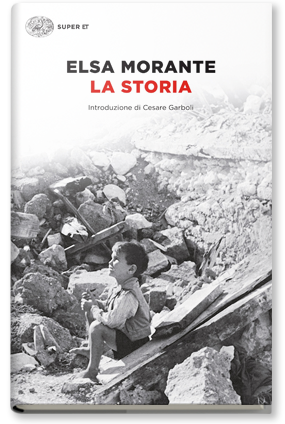 SUPER ET
ELSA MORANTE
LA STORIA
Introduzione di Cesare Garboli